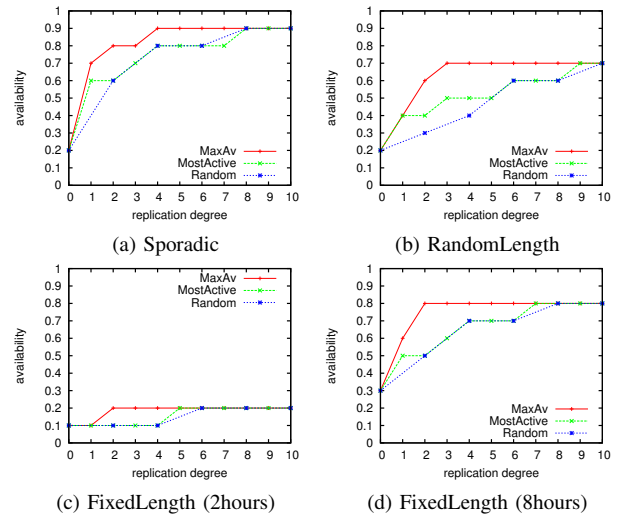 1
0.9
0.8
0.7
0.6
0.5
0.4
0.3
0.2
0.1
0
availability
MaxAv
MostActive
Random
0 1 2 3 4 5 6 7 8 9 10
replication degree
(a) Sporadic
1
0.9
0.8
0.7
0.6
0.5
0.4
0.3
0.2
0.1
0
availability
MaxAv
MostActive
Random
0 1 2 3 4 5 6 7 8 9 10
replication degree
(b) RandomLength
1
0.9
0.8
0.7
0.6
0.5
0.4
0.3
0.2
0.1
0
availability
MaxAv
MostActive
Random
0 1 2 3 4 5 6 7 8 9 10
replication degree
(c) FixedLength (2hours)
1
0.9
0.8
0.7
0.6
0.5
0.4
0.3
0.2
0.1
0
availability
MaxAv
MostActive
Random
0 1 2 3 4 5 6 7 8 9 10
replication degree
(d) FixedLength (8hours)